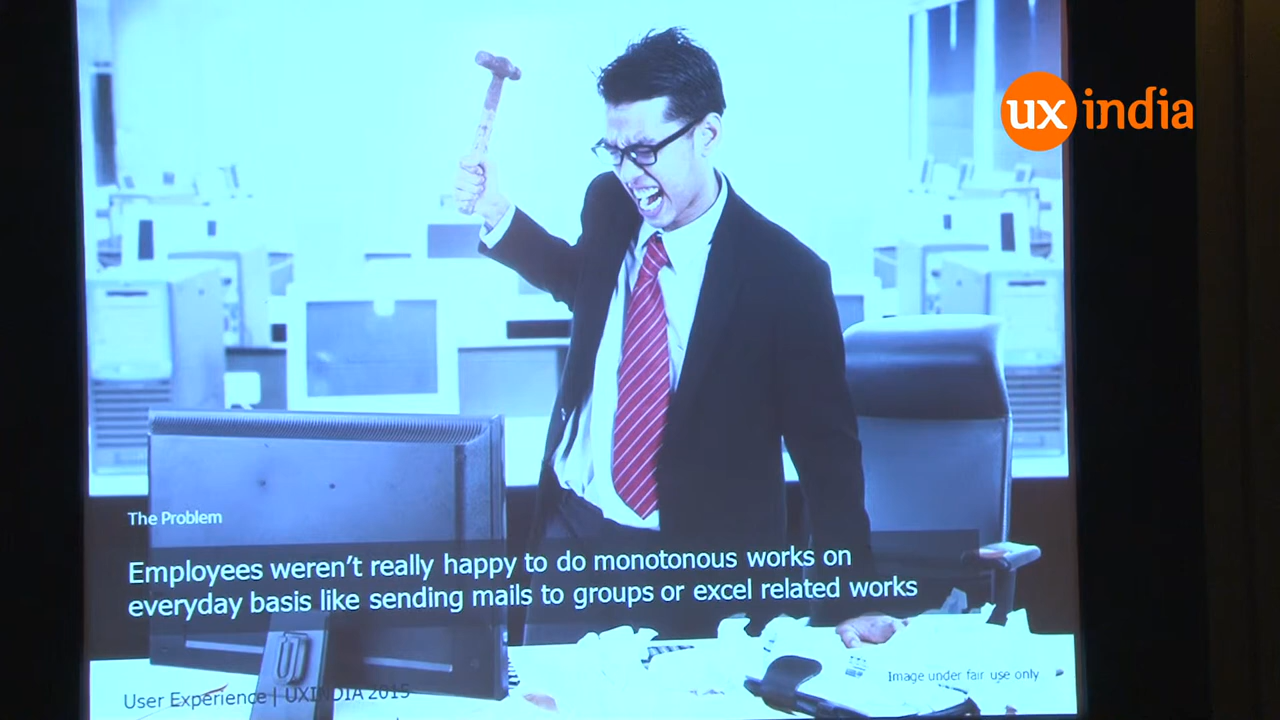 ux india
The Problem
Employees weren't really happy to do monotonous works on
everyday basis like sending mails to groups or excel related works
Image under fair use only
User Experience | UXINDIA 2015